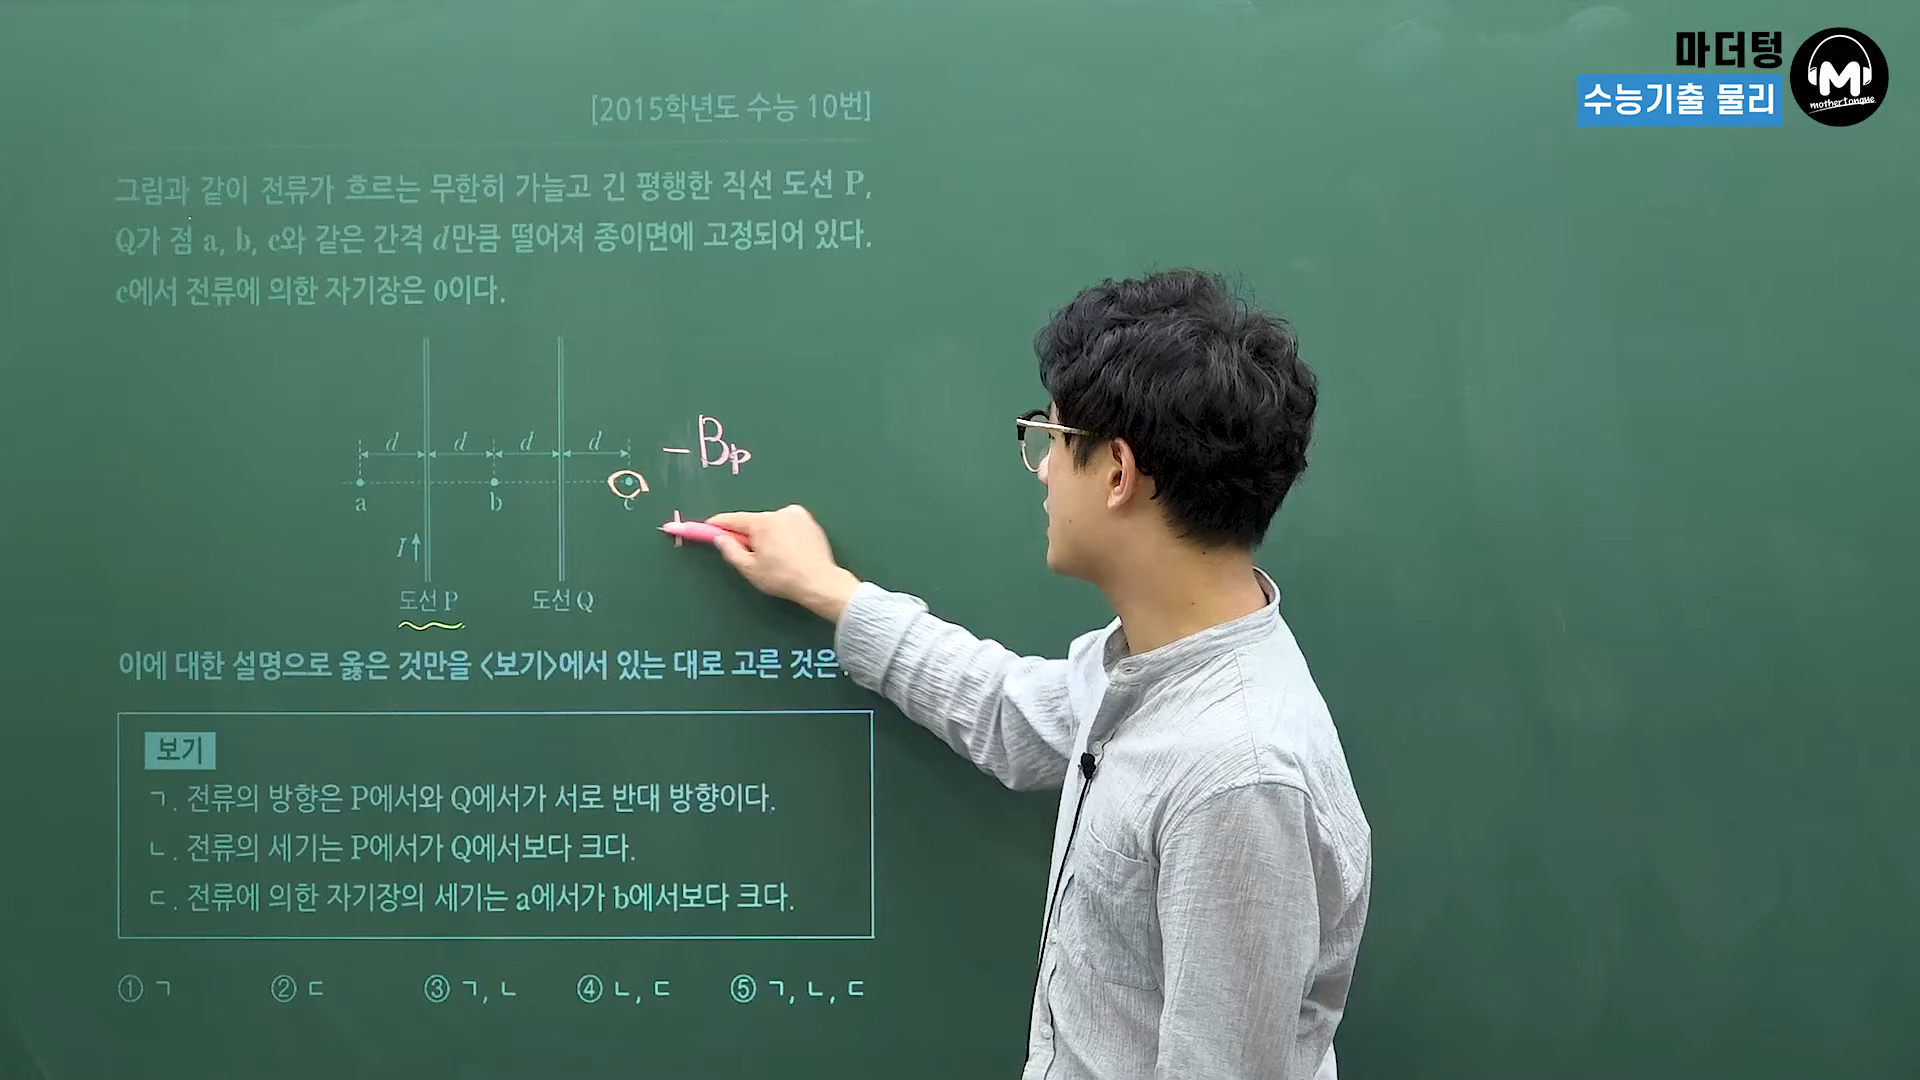 마더텅
수능기출 물리
M
mothertongue
[2015학년도 수능 10번]
그림과 같이 전류가 흐르는 무한히 가늘고 긴 평행한 직선 도선 P,
Q가 점 a, b, c와 같은 간격 d만큼 떨어져 종이면에 고정되어 있다.
c에서 전류에 의한 자기장은 0이다.
d d d d
- Bp
a b c
I
도선 P 도선 Q
이에 대한 설명으로 옳은 것만을 <보기>에서 있는 대로 고른 것은?
보기
ㄱ. 전류의 방향은 P에서와 Q에서가 서로 반대 방향이다.
ㄴ. 전류의 세기는 P에서가 Q에서보다 크다.
ㄷ. 전류에 의한 자기장의 세기는 a에서가 b에서보다 크다.
① ㄱ ② ㄷ ③ ㄱ, ㄴ ④ ㄴ, ㄷ ⑤ ㄱ, ㄴ, ㄷ